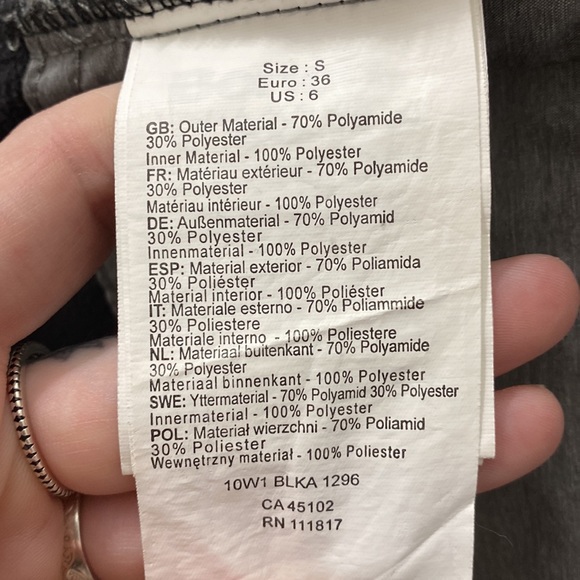 Size : S
Euro : 36
US : 6
GB: Outer Material - 70% Polyamide
30% Polyester
Inner Material - 100% Polyester
FR: Matériau extérieur - 70% Polyamide
30% Polyester
Matériau intérieur - 100% Polyester
DE: Außenmaterial - 70% Polyamid
30% Polyester
Innenmaterial - 100% Polyester
ESP: Material exterior - 70% Poliamida
30% Poliéster
Material interior - 100% Poliéster
IT: Materiale esterno - 70% Poliammide
30% Poliestere
Materiale interno - 100% Poliestere
NL: Materiaal buitenkant - 70% Polyamide
30% Polyester
Materiaal binnenkant - 100% Polyester
SWE: Yttermaterial - 70% Polyamid 30% Polyester
Innermaterial - 100% Polyester
POL: Materiał wierzchni - 70% Poliamid
30% Poliester
Wewnętrzny materiał - 100% Poliester
10W1 BLKA 1296
CA 45102
RN 111817